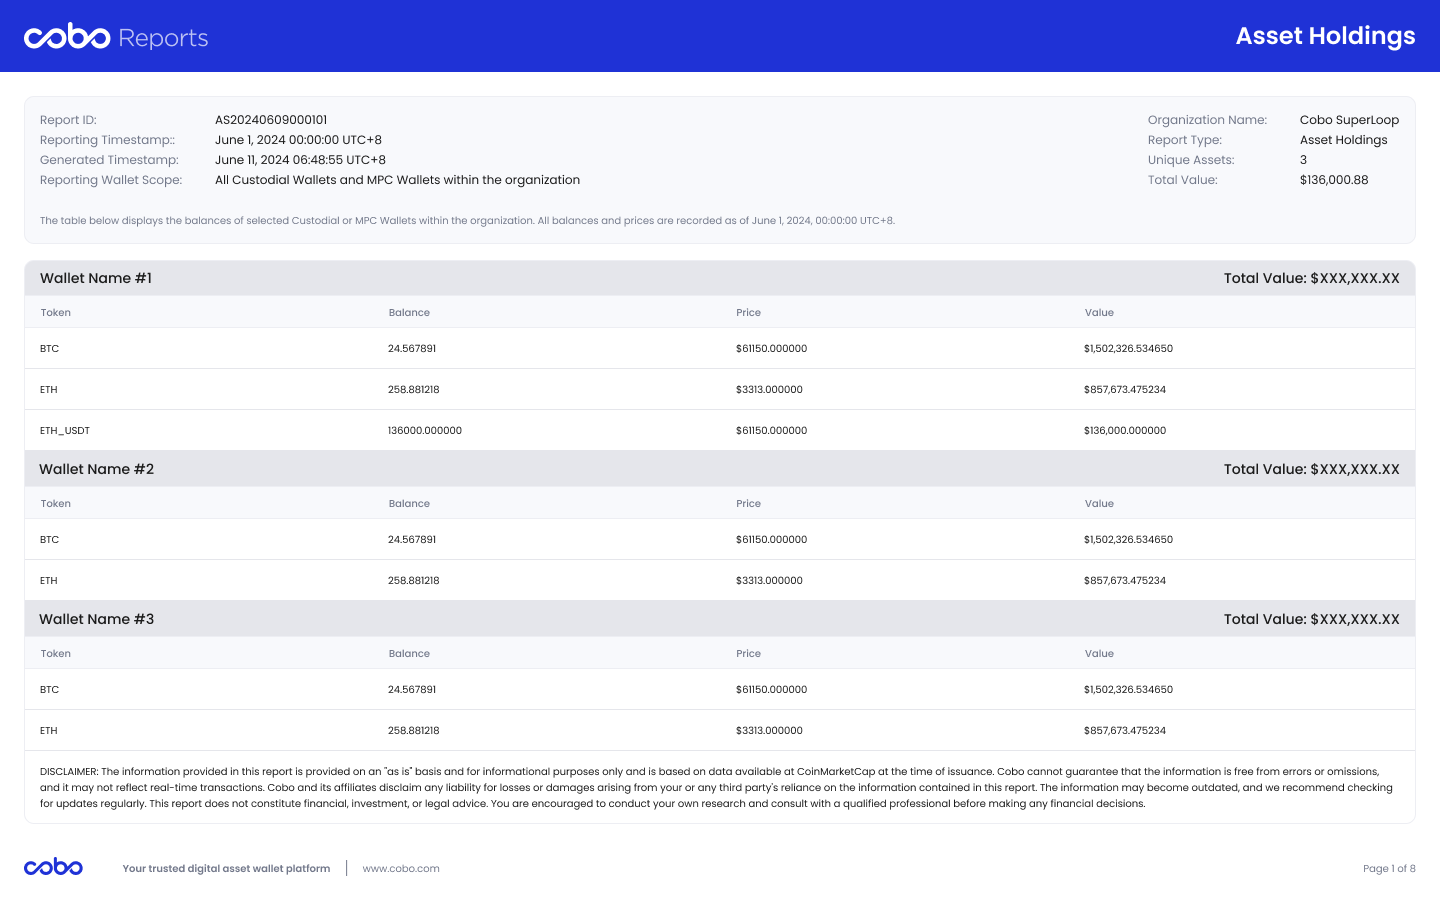 cobo Reports
Asset Holdings
Report ID: AS20240609000101
Reporting Timestamp:: June 1, 2024 00:00:00 UTC+8
Generated Timestamp: June 11, 2024 06:48:55 UTC+8
Reporting Wallet Scope: All Custodial Wallets and MPC Wallets within the organization
Organization Name: Cobo SuperLoop
Report Type: Asset Holdings
Unique Assets: 3
Total Value: $136,000.88
The table below displays the balances of selected Custodial or MPC Wallets within the organization. All balances and prices are recorded as of June 1, 2024, 00:00:00 UTC+8.
Wallet Name #1 Total Value: $XXX,XXX.XX
Token Balance Price Value
BTC 24.567891 $61150.000000 $1,502,326.534650
ETH 258.881218 $3313.000000 $857,673.475234
ETH_USDT 136000.000000 $61150.000000 $136,000.000000
Wallet Name #2 Total Value: $XXX,XXX.XX
Token Balance Price Value
BTC 24.567891 $61150.000000 $1,502,326.534650
ETH 258.881218 $3313.000000 $857,673.475234
Wallet Name #3 Total Value: $XXX,XXX.XX
Token Balance Price Value
BTC 24.567891 $61150.000000 $1,502,326.534650
ETH 258.881218 $3313.000000 $857,673.475234
DISCLAIMER: The information provided in this report is provided on an "as is" basis and for informational purposes only and is based on data available at CoinMarketCap at the time of issuance. Cobo cannot guarantee that the information is free from errors or omissions,
and it may not reflect real-time transactions. Cobo and its affiliates disclaim any liability for losses or damages arising from your or any third party's reliance on the information contained in this report. The information may become outdated, and we recommend checking
for updates regularly. This report does not constitute financial, investment, or legal advice. You are encouraged to conduct your own research and consult with a qualified professional before making any financial decisions.
cobo Your trusted digital asset wallet platform | www.cobo.com Page 1 of 8